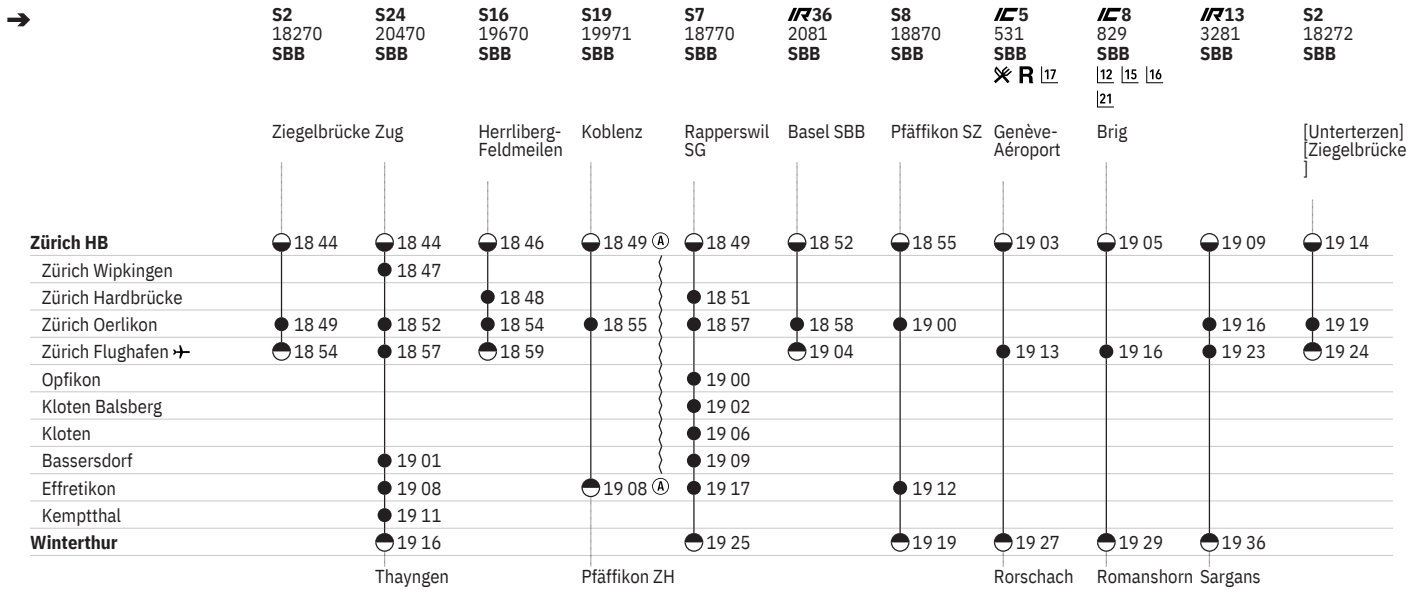 ➔ S2 S24 S16 S19 S7 IR36 S8 IC5 IC8 IR13 S2
18270 20470 19670 19971 18770 2081 18870 531 829 3281 18272
SBB SBB SBB SBB SBB SBB SBB SBB SBB SBB SBB
R 17 12 15 16
21
Ziegelbrücke Zug Herrliberg- Koblenz Rapperswil Basel SBB Pfäffikon SZ Genève- Brig [Unterterzen]
Feldmeilen SG Aéroport [Ziegelbrücke
]
Zürich HB 18 44 18 44 18 46 18 49 A 18 49 18 52 18 55 19 03 19 05 19 09 19 14
Zürich Wipkingen 18 47
Zürich Hardbrücke 18 48 18 51
Zürich Oerlikon 18 49 18 52 18 54 18 55 18 57 18 58 19 00 19 16 19 19
Zürich Flughafen 18 54 18 57 18 59 19 04 19 13 19 16 19 23 19 24
Opfikon 19 00
Kloten Balsberg 19 02
Kloten 19 06
Bassersdorf 19 01 19 09
Effretikon 19 08 19 08 A 19 17 19 12
Kemptthal 19 11
Winterthur 19 16 19 25 19 19 19 27 19 29 19 36
Thayngen Pfäffikon ZH Rorschach Romanshorn Sargans